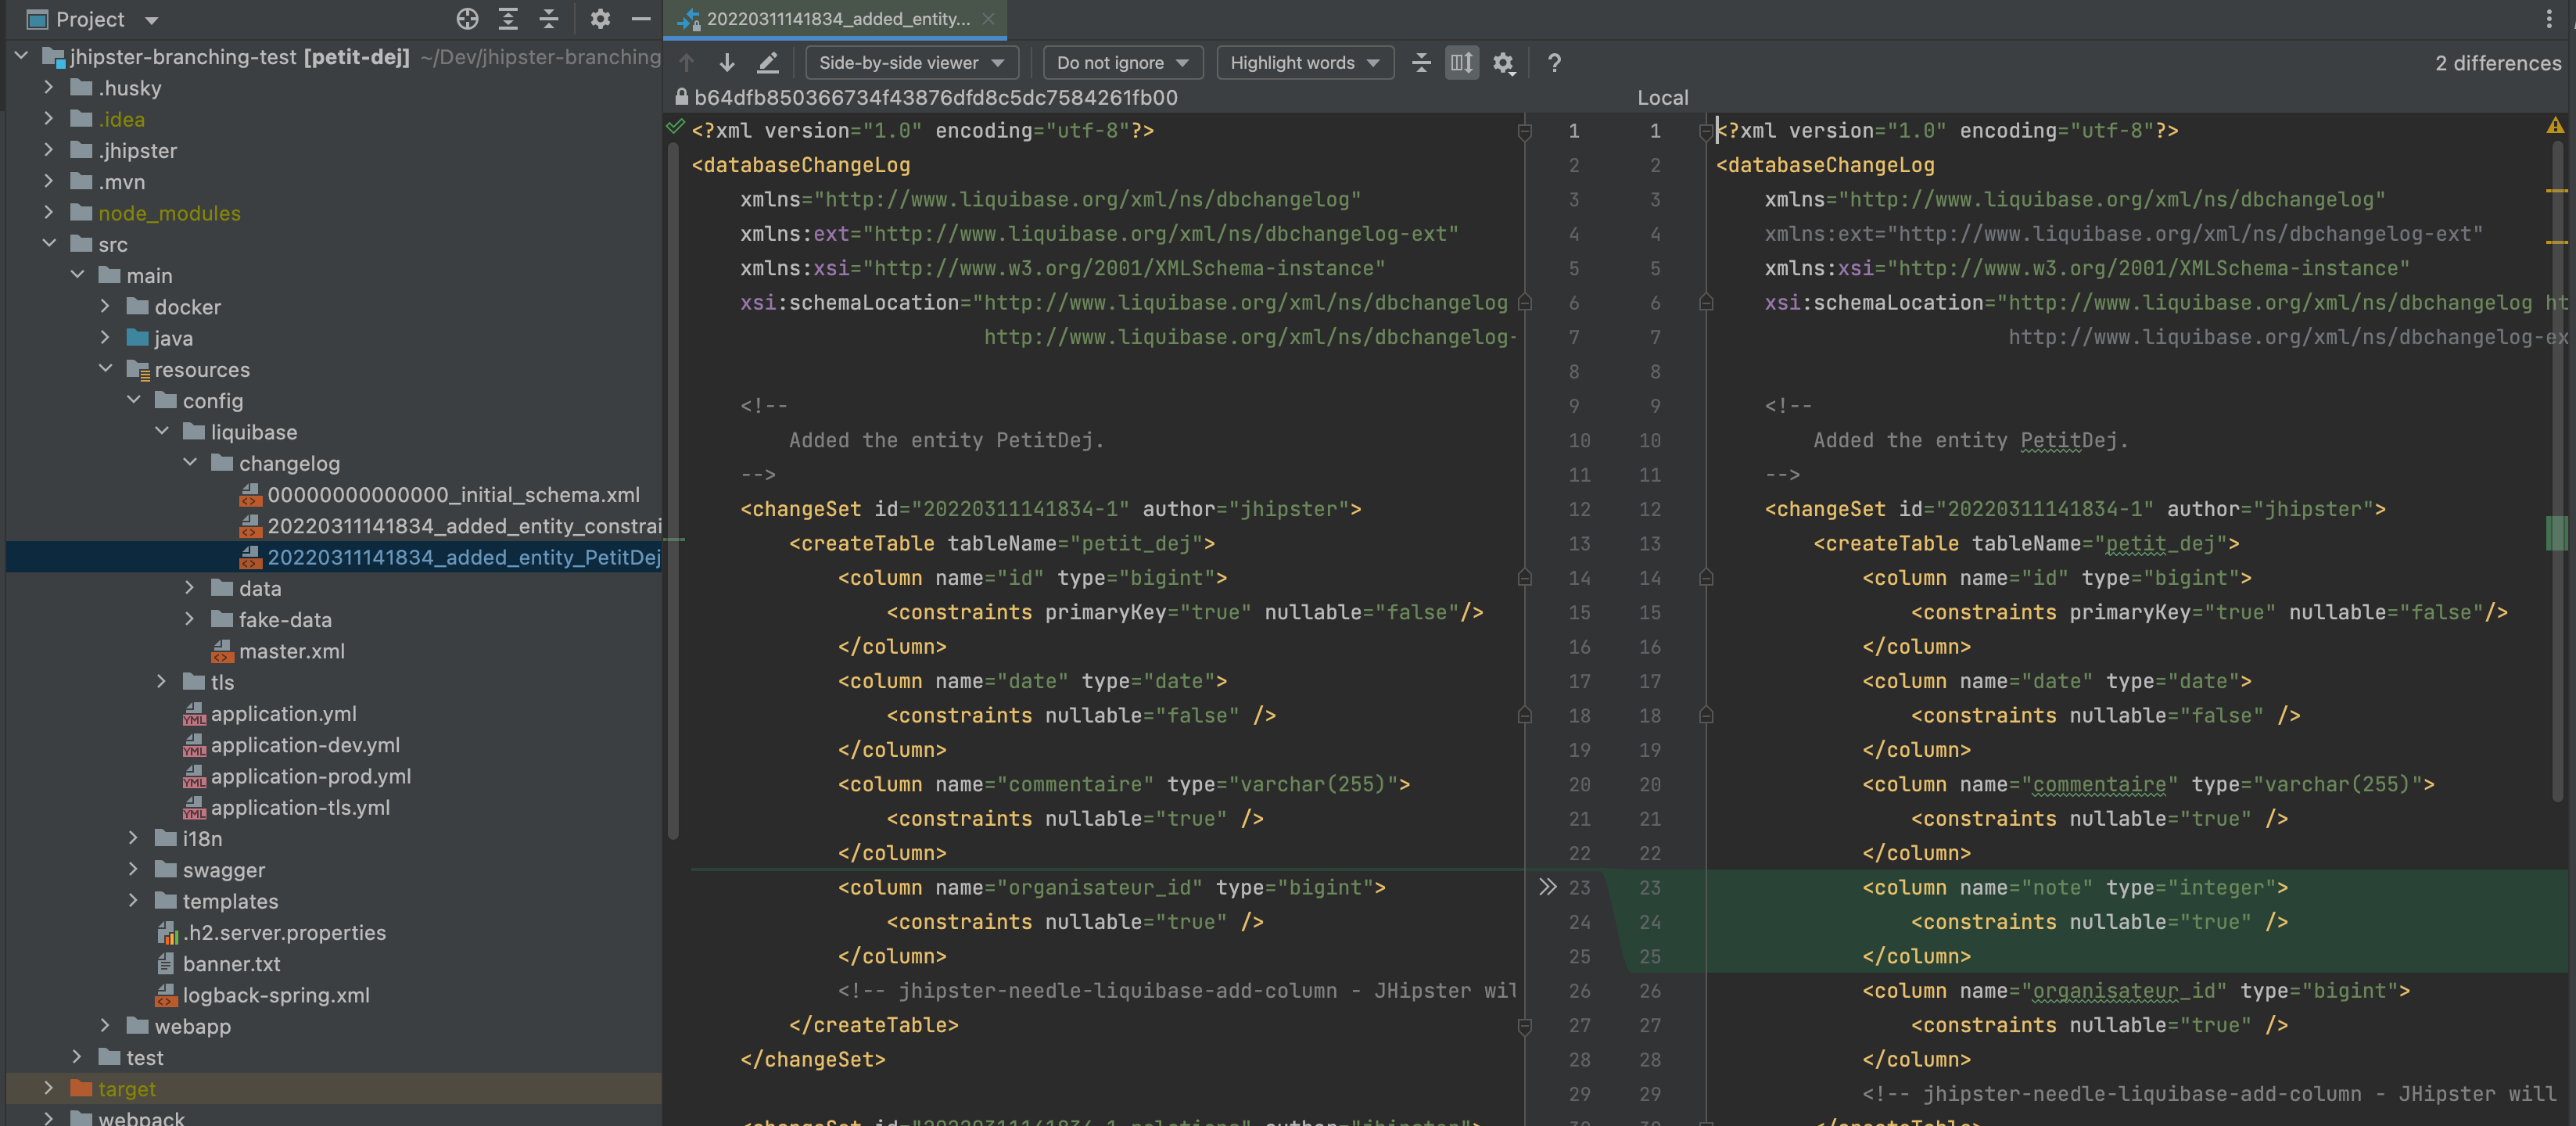 Project
jhipster-branching-test [petit-dej] ~/Dev/jhipster-branching
.husky
.idea
.jhipster
.mvn
node_modules
src
main
docker
java
resources
config
liquibase
changelog
00000000000000_initial_schema.xml
20220311141834_added_entity_constrai
20220311141834_added_entity_PetitDej
data
fake-data
master.xml
tls
application.yml
application-dev.yml
application-prod.yml
application-tls.yml
i18n
swagger
templates
.h2.server.properties
banner.txt
logback-spring.xml
webapp
test
target
webpack
20220311141834_added_entity...
Side-by-side viewer Do not ignore Highlight words ? 2 differences
b64dfb850366734f43876dfd8c5dc7584261fb00
<?xml version="1.0" encoding="utf-8"?> 1
<databaseChangeLog 2
xmlns="http://www.liquibase.org/xml/ns/dbchangelog" 3
xmlns:ext="http://www.liquibase.org/xml/ns/dbchangelog-ext" 4
xmlns:xsi="http://www.w3.org/2001/XMLSchema-instance" 5
xsi:schemaLocation="http://www.liquibase.org/xml/ns/dbchangelog 6
http://www.liquibase.org/xml/ns/dbchangelog- 7
8
<!-- 9
Added the entity PetitDej. 10
--> 11
<changeSet id="20220311141834-1" author="jhipster"> 12
<createTable tableName="petit_dej"> 13
<column name="id" type="bigint"> 14
<constraints primaryKey="true" nullable="false"/> 15
</column> 16
<column name="date" type="date"> 17
<constraints nullable="false" /> 18
</column> 19
<column name="commentaire" type="varchar(255)"> 20
<constraints nullable="true" /> 21
</column> 22
<column name="organisateur_id" type="bigint"> 23
<constraints nullable="true" /> 24
</column> 25
<!-- jhipster-needle-liquibase-add-column - JHipster wil 26
</createTable> 27
</changeSet> 28
29
<changeSet id="20220311141834-1-relations" author="jhipster"> 30
Local
1 <?xml version="1.0" encoding="utf-8"?>
2 <databaseChangeLog
3 xmlns="http://www.liquibase.org/xml/ns/dbchangelog"
4 xmlns:ext="http://www.liquibase.org/xml/ns/dbchangelog-ext"
5 xmlns:xsi="http://www.w3.org/2001/XMLSchema-instance"
6 xsi:schemaLocation="http://www.liquibase.org/xml/ns/dbchangelog ht
7 http://www.liquibase.org/xml/ns/dbchangelog-ex
8
9 <!--
10 Added the entity PetitDej.
11 -->
12 <changeSet id="20220311141834-1" author="jhipster">
13 <createTable tableName="petit_dej">
14 <column name="id" type="bigint">
15 <constraints primaryKey="true" nullable="false"/>
16 </column>
17 <column name="date" type="date">
18 <constraints nullable="false" />
19 </column>
20 <column name="commentaire" type="varchar(255)">
21 <constraints nullable="true" />
22 </column>
23 <column name="note" type="integer">
24 <constraints nullable="true" />
25 </column>
26 <column name="organisateur_id" type="bigint">
27 <constraints nullable="true" />
28 </column>
29 <!-- jhipster-needle-liquibase-add-column - JHipster will
30 </createTable>